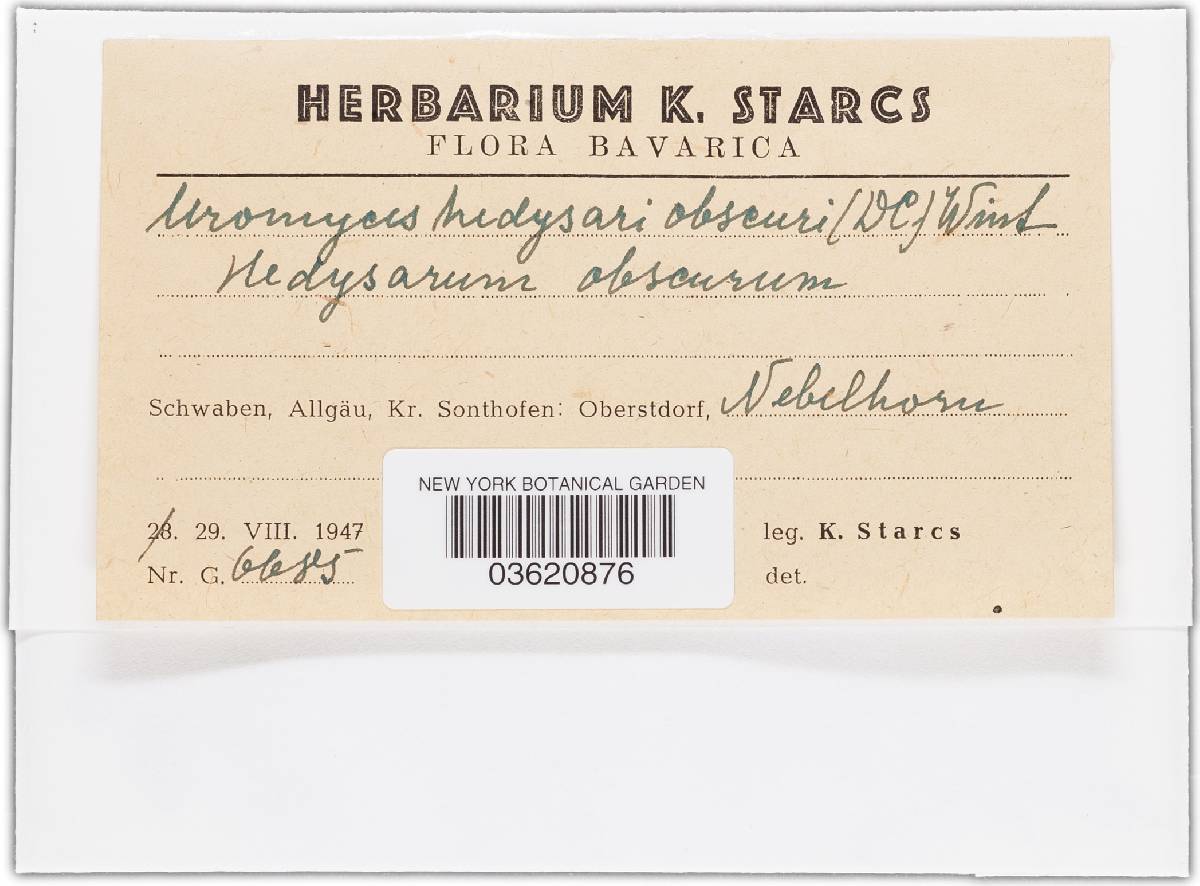 HERBARIUM K. STARCS
FLORA BAVARICA
Uromyces hedysari obscuri (DC) Wint
Hedysarum obscurum
Schwaben, Allgäu, Kr. Sonthofen: Oberstdorf, Nebelhorn
NEW YORK BOTANICAL GARDEN
03620876
28. 29. VIII. 1947
Nr. G. 6685
leg. K. Starcs
det.